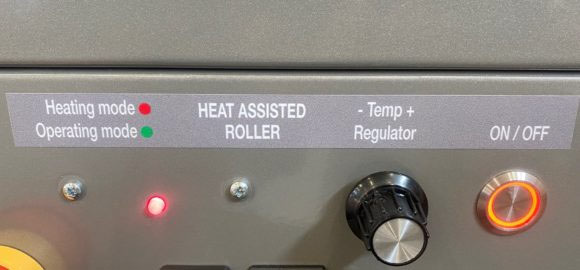 Heating mode
Operating mode
HEAT ASSISTED
ROLLER
- Temp +
Regulator
ON / OFF